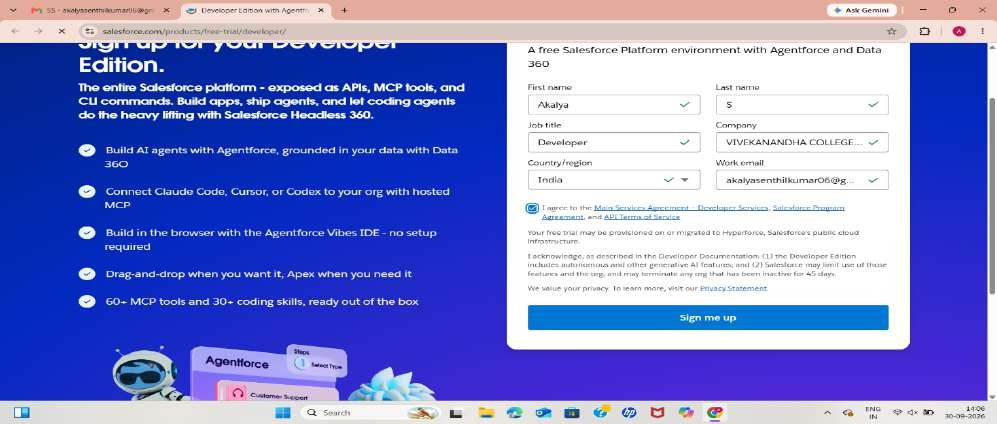 55 - akalyasenthilkumar06@gm
Developer Edition with Agentfo
Ask Gemini
salesforce.com/products/free-trial/developer/
A
Sign up for your Developer
Edition.
The entire Salesforce platform - exposed as APIs, MCP tools, and
CLI commands. Build apps, ship agents, and let coding agents
do the heavy lifting with Salesforce Headless 360.
Build AI agents with Agentforce, grounded in your data with Data
360
Connect Claude Code, Cursor, or Codex to your org with hosted
MCP
Build in the browser with the Agentforce Vibes IDE - no setup
required
Drag-and-drop when you want it, Apex when you need it
60+ MCP tools and 30+ coding skills, ready out of the box
Agentforce
Steps
1 Select Type
Customer Support
A free Salesforce Platform environment with Agentforce and Data
360
First name
Last name
Akalya
S
Job title
Company
Developer
VIVEKANANDHA COLLEGE...
Country/region
Work email
India
akalyasenthilkumar06@g...
I agree to the Main Services Agreement - Developer Services, Salesforce Program
Agreement, and API Terms of Service
Your free trial may be provisioned on or migrated to Hyperforce, Salesforce's public cloud
infrastructure.
I acknowledge, as described in the Developer Documentation: (1) the Developer Edition
includes autonomous and other generative AI features; and (2) Salesforce may limit use of those
features and the org, and may terminate any org that has been inactive for 45 days.
We value your privacy. To learn more, visit our Privacy Statement
Sign me up
Search
hp
ENG
IN
14:06
30-09-2026